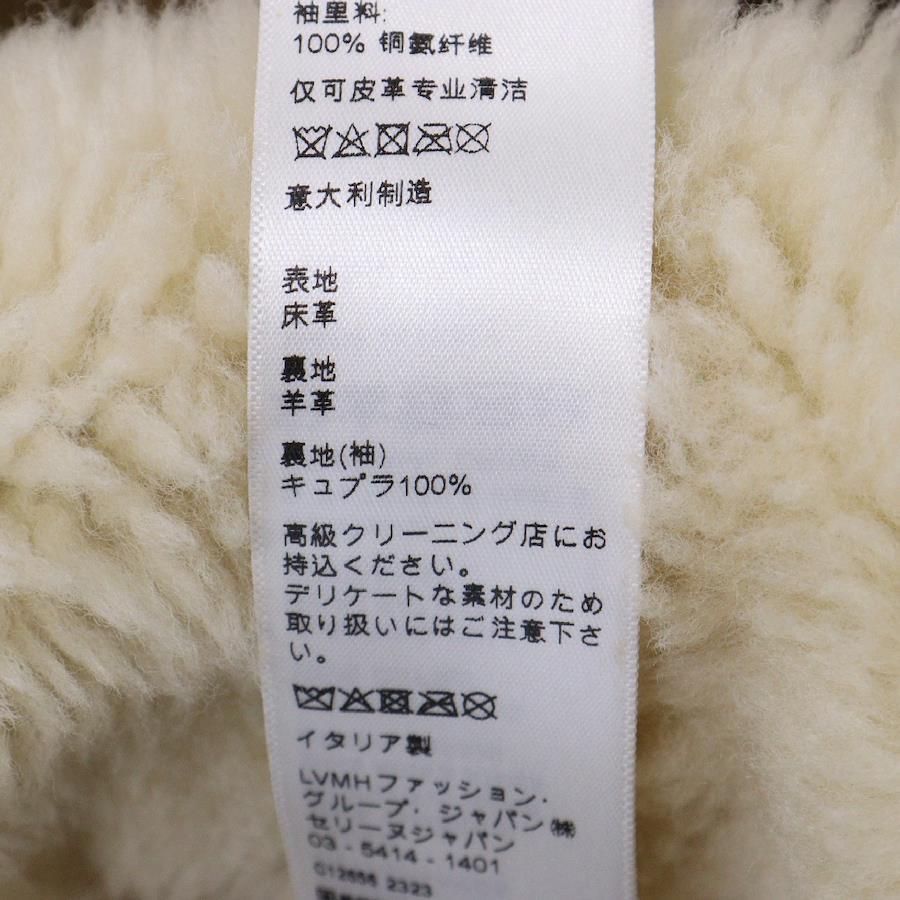 袖里料:
100% 铜氨纤维
仅可皮革专业清洁
意大利制造
表地
床革
裏地
羊革
裏地(袖)
キュプラ100%
高級クリーニング店にお
持込ください。
デリケートな素材のため
取り扱いにはご注意下さ
い。
イタリア製
LVMHファッション・
グループ・ジャパン㈱
セリーヌジャパン
03 - 5414 - 1401
012656 2323